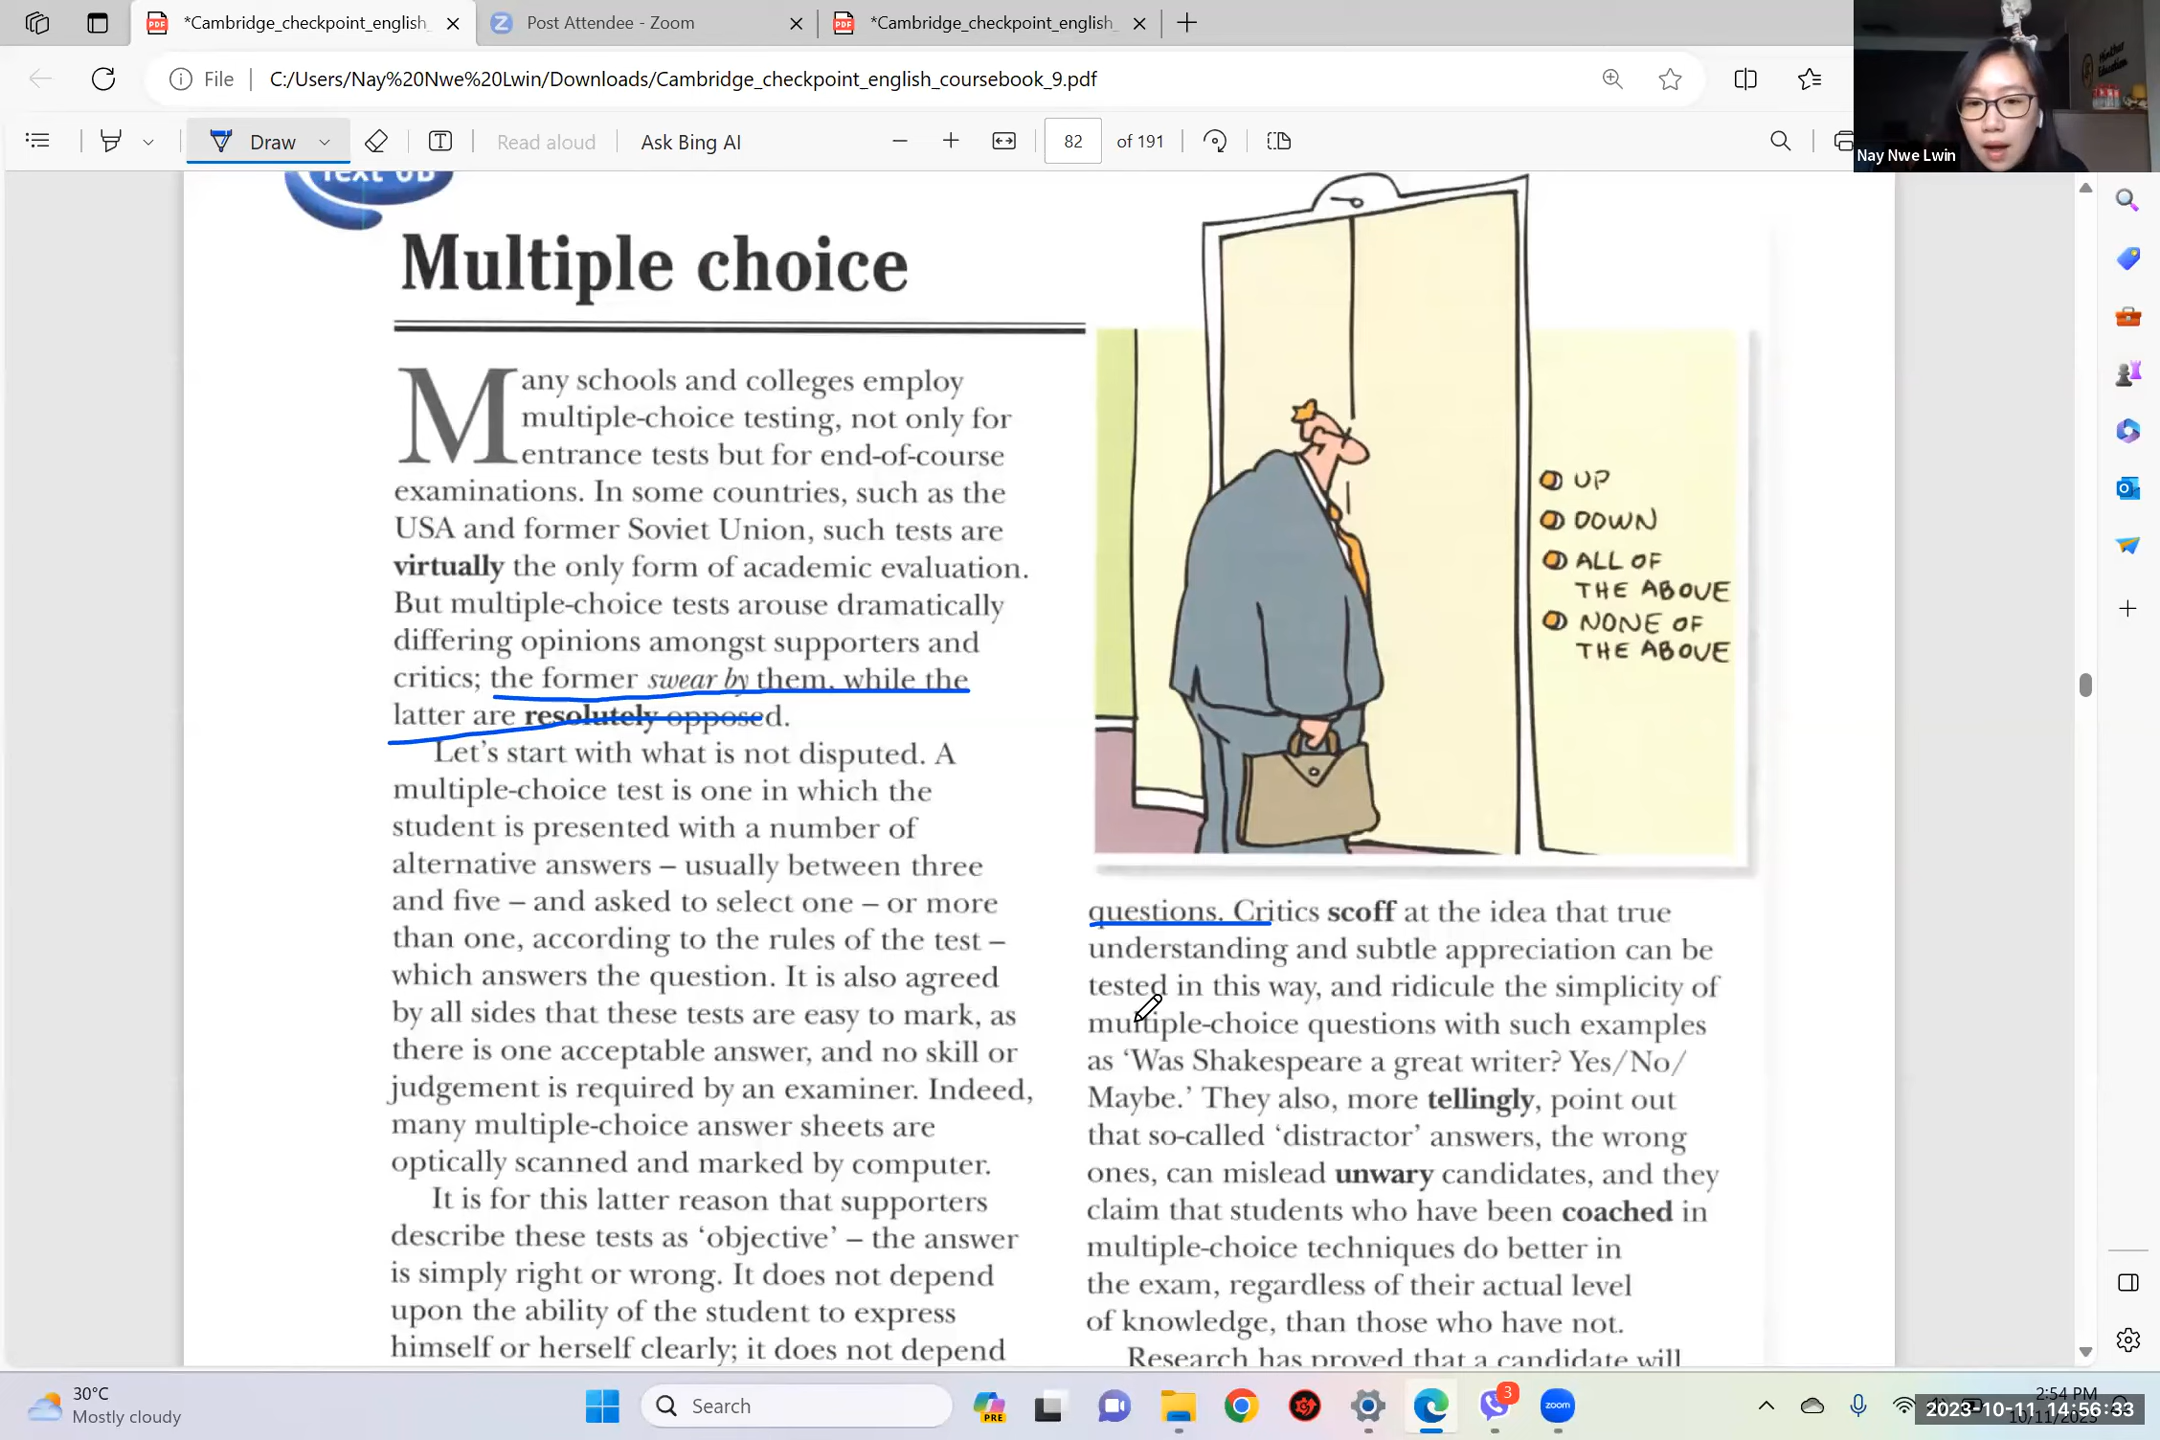 *Cambridge_checkpoint_english_
Post Attendee - Zoom
*Cambridge_checkpoint_english_
File
C:/Users/Nay%20Nwe%20Lwin/Downloads/Cambridge_checkpoint_english_coursebook_9.pdf
Draw
Read aloud
Ask Bing AI
82 of 191
Nay Nwe Lwin
Multiple choice
Many schools and colleges employ
multiple-choice testing, not only for
entrance tests but for end-of-course
examinations. In some countries, such as the
USA and former Soviet Union, such tests are
virtually the only form of academic evaluation.
But multiple-choice tests arouse dramatically
differing opinions amongst supporters and
critics; the former swear by them, while the
latter are resolutely opposed.
Let's start with what is not disputed. A
multiple-choice test is one in which the
student is presented with a number of
alternative answers – usually between three
and five – and asked to select one – or more
than one, according to the rules of the test –
which answers the question. It is also agreed
by all sides that these tests are easy to mark, as
there is one acceptable answer, and no skill or
judgement is required by an examiner. Indeed,
many multiple-choice answer sheets are
optically scanned and marked by computer.
It is for this latter reason that supporters
describe these tests as 'objective' – the answer
is simply right or wrong. It does not depend
upon the ability of the student to express
himself or herself clearly; it does not depend
UP
DOWN
ALL OF
THE ABOVE
NONE OF
THE ABOVE
questions. Critics scoff at the idea that true
understanding and subtle appreciation can be
tested in this way, and ridicule the simplicity of
multiple-choice questions with such examples
as 'Was Shakespeare a great writer? Yes/No/
Maybe.' They also, more tellingly, point out
that so-called 'distractor' answers, the wrong
ones, can mislead unwary candidates, and they
claim that students who have been coached in
multiple-choice techniques do better in
the exam, regardless of their actual level
of knowledge, than those who have not.
Research has proved that a candidate will
30°C
Mostly cloudy
Search
PRE
3
zoom
2:54 PM
2023-10-11 14:56:33